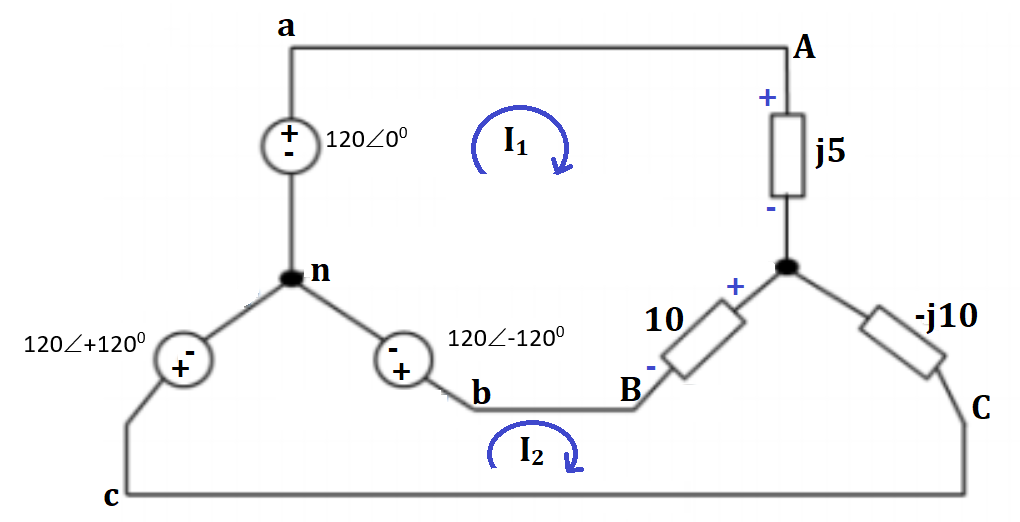 a
A
+
+
-
120∠0⁰
I₁
j5
-
n
+
10
-j10
120∠+120⁰
-
+
-
+
120∠-120⁰
-
b
B
C
I₂
c